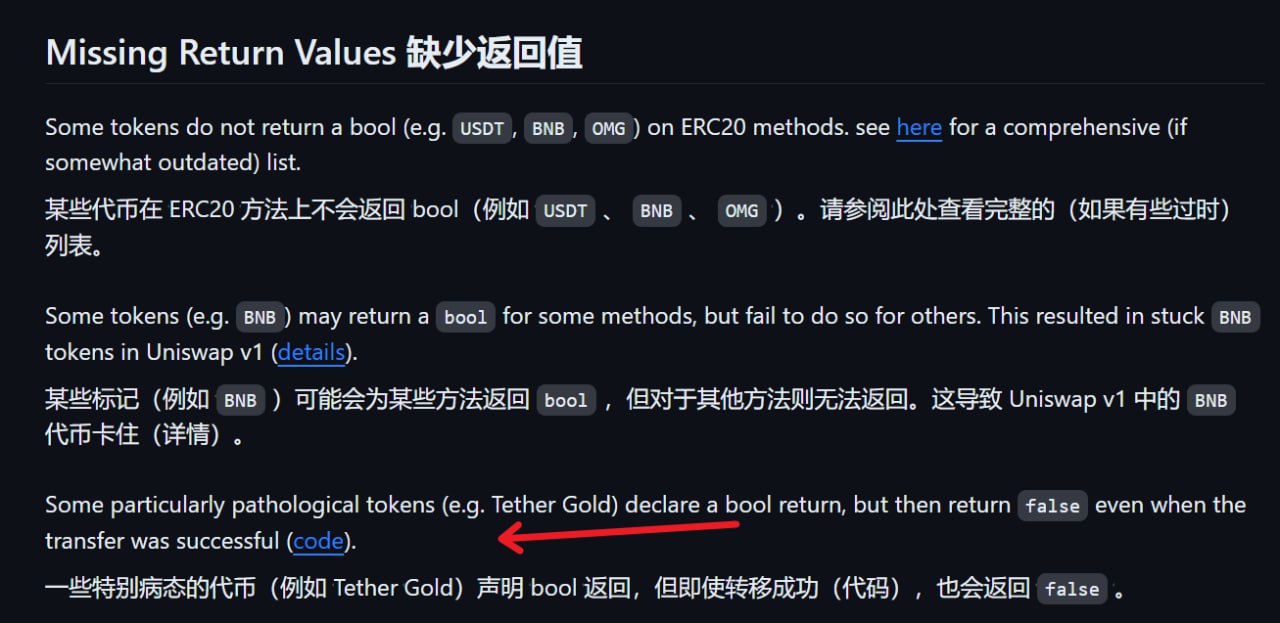 Missing Return Values 缺少返回值
Some tokens do not return a bool (e.g. USDT, BNB, OMG) on ERC20 methods. see here for a comprehensive (if
somewhat outdated) list.
某些代币在 ERC20 方法上不会返回 bool（例如 USDT 、 BNB 、 OMG ）。请参阅此处查看完整的（如果有些过时）
列表。
Some tokens (e.g. BNB) may return a bool for some methods, but fail to do so for others. This resulted in stuck BNB
tokens in Uniswap v1 (details).
某些标记（例如 BNB ）可能会为某些方法返回 bool ，但对于其他方法则无法返回。这导致 Uniswap v1 中的 BNB
代币卡住（详情）。
Some particularly pathological tokens (e.g. Tether Gold) declare a bool return, but then return false even when the
transfer was successful (code).
一些特别病态的代币（例如 Tether Gold）声明 bool 返回，但即使转移成功（代码），也会返回 false 。